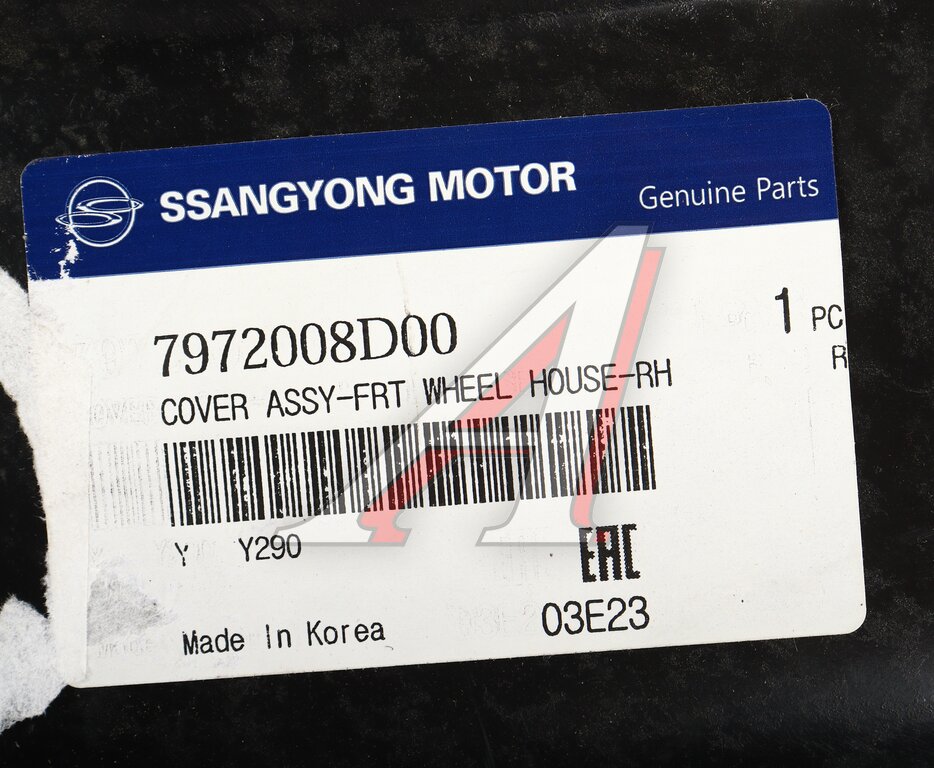 SSANGYONG MOTOR
Genuine Parts
7972008D00
1 PC
R
COVER ASSY-FRT WHEEL HOUSE-RH
Y Y290
EAC
03E23
Made In Korea